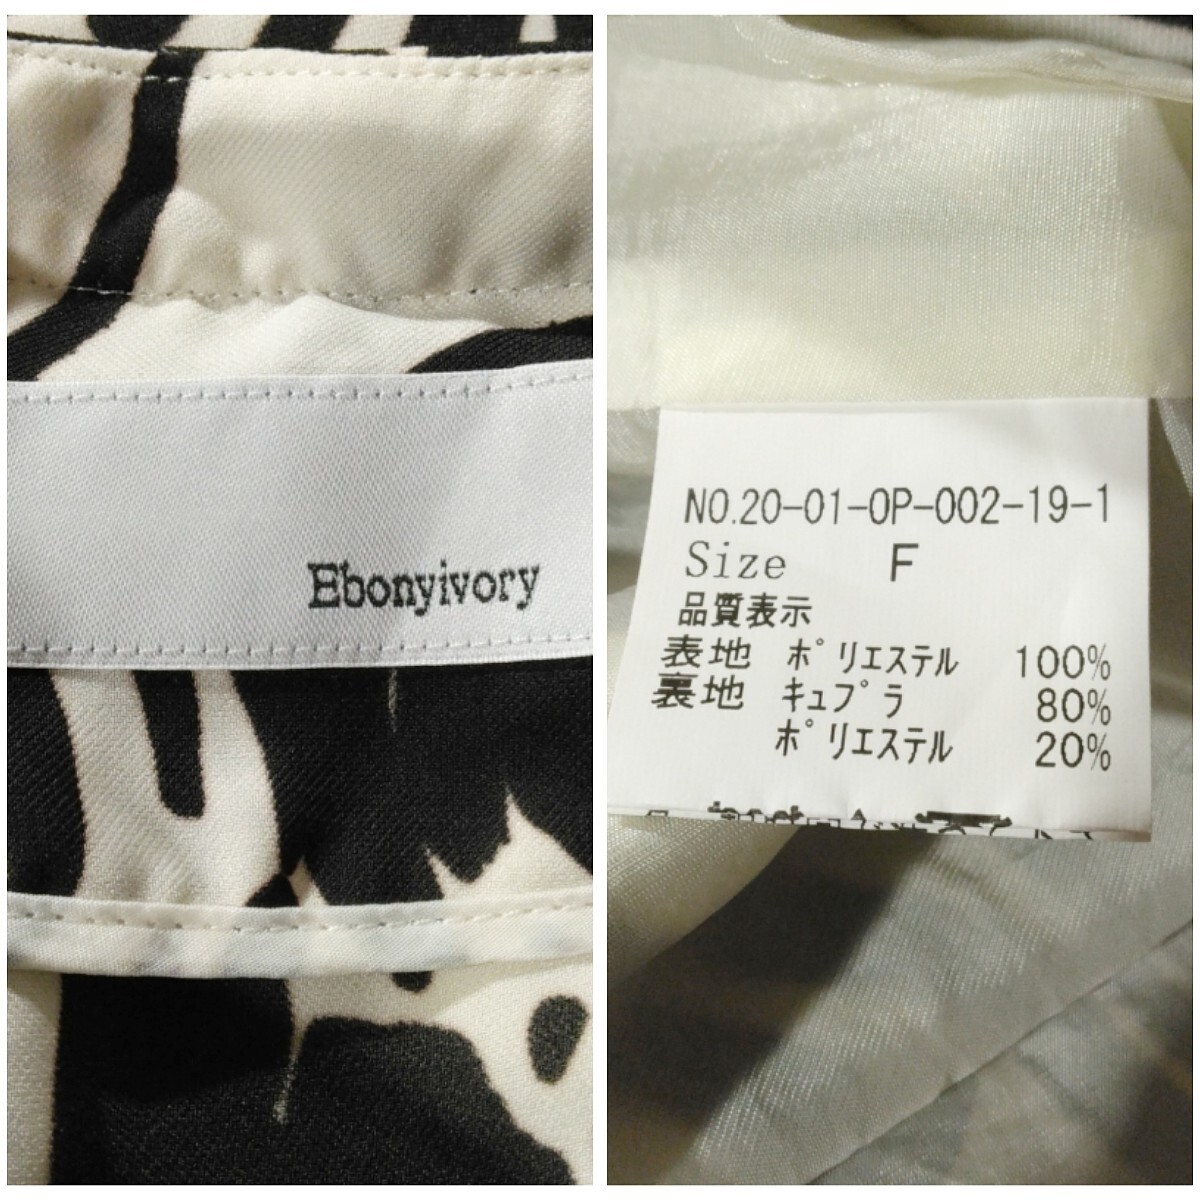 Ebonyivory
NO.20-01-OP-002-19-1
Size F
品質表示
表地 ポリエステル 100%
裏地 キュプラ 80%
ポリエステル 20%